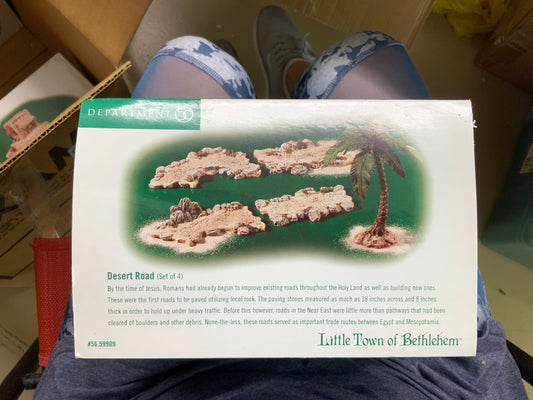 DEPARTMENT 56
Desert Road (Set of 4)
By the time of Jesus, Romans had already begun to improve existing roads throughout the Holy Land as well as building new ones.
These were the first roads to be paved utilizing local rock. The paving stones measured as much as 18 inches across and 8 inches
thick in order to hold up under heavy traffic. Before this however, roads in the Near East were little more than pathways that had been
cleared of boulders and other debris. None-the-less, these roads served as important trade routes between Egypt and Mesopotamia.
#56.59909
Little Town of Bethlehem™